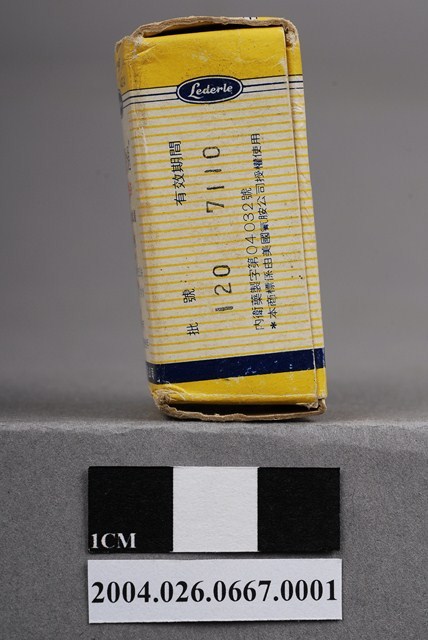 Lederle
有效期間
7110
批 號
120
內衛藥製字第04032號
*本商標係由美國氰胺公司授權使用
1CM
2004.026.0667.0001